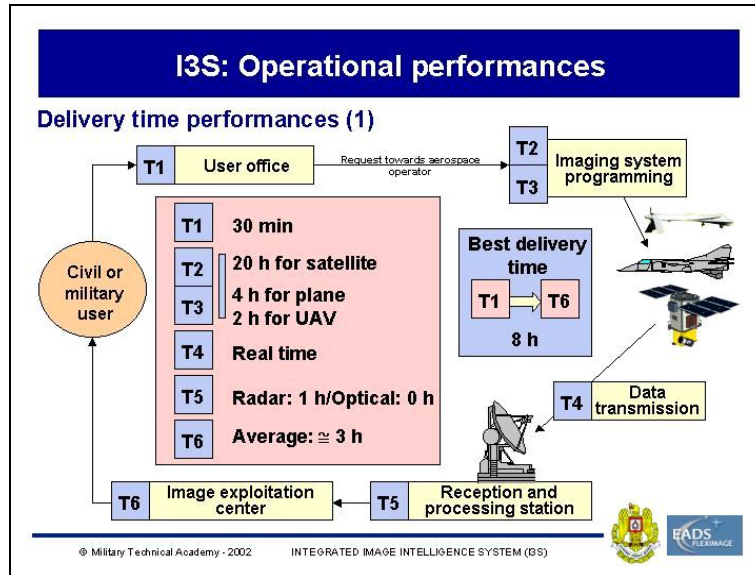 I3S: Operational performances
Delivery time performances (1)
T1
User office
Request towards aerospace
operator
T2
T3
Imaging system
programming
Civil or
military
user
T1
30 min
T2
20 h for satellite
T3
4 h for plane
2 h for UAV
T4
Real time
T5
Radar: 1 h/Optical: 0 h
T6
Average: ≅ 3 h
Best delivery
time
T1
T6
8 h
T4
Data
transmission
T6
Image exploitation
center
T5
Reception and
processing station
© Military Technical Academy - 2002
INTEGRATED IMAGE INTELLIGENCE SYSTEM (I3S)
EADS
FLEXIMAGE